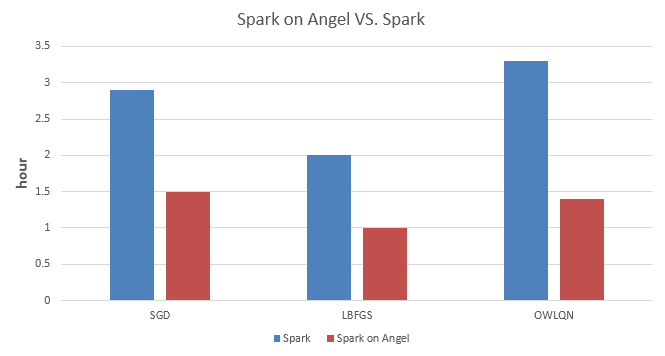 Spark on Angel VS. Spark
3.5
3
2.5
2
1.5
1
0.5
0
hour
SGD
LBFGS
OWLQN
Spark
Spark on Angel